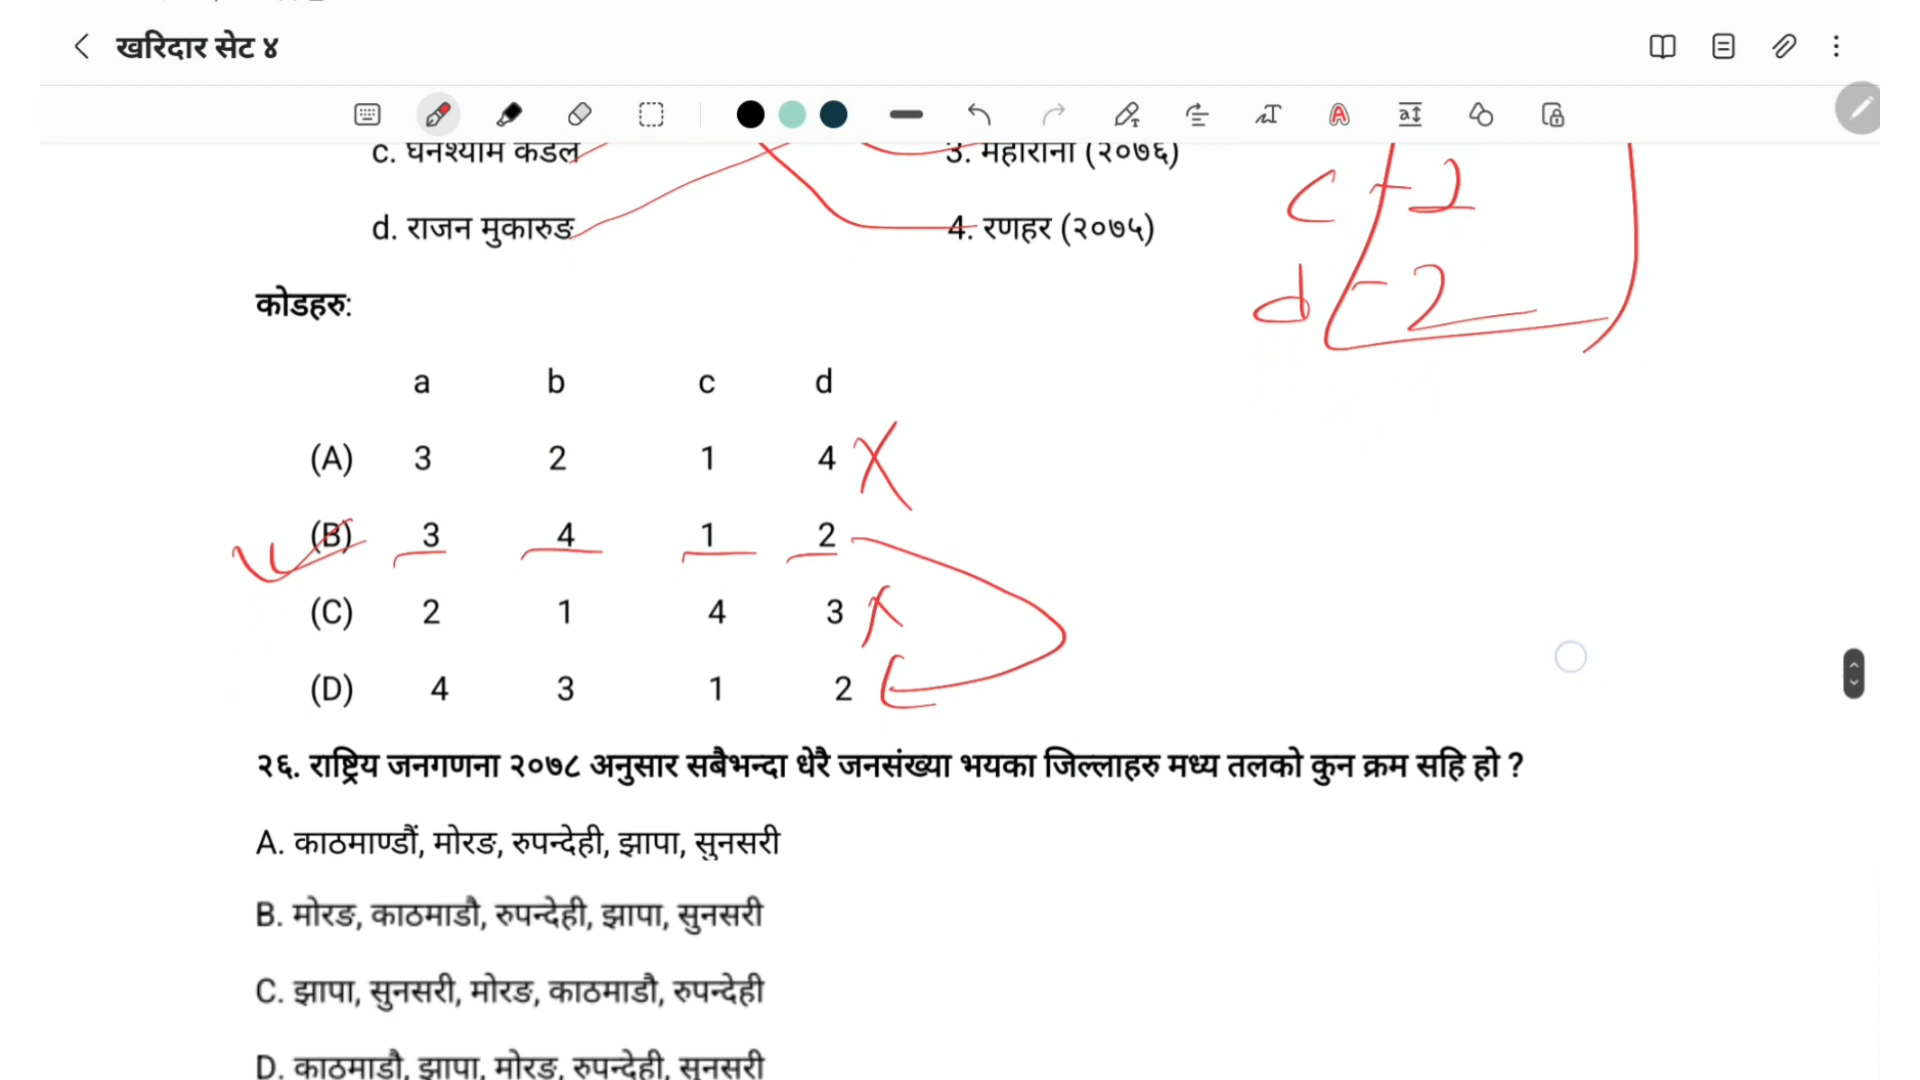 खरिदार सेट ४
c. घनश्याम कडेल 3. महारानी (२०७६)
c - 2
d. राजन मुकारुङ 4. रणहर (२०७५)
d - 2
कोडहरु:
a b c d
(A) 3 2 1 4
(B) 3 4 1 2
(C) 2 1 4 3
(D) 4 3 1 2
२६. राष्ट्रिय जनगणना २०७८ अनुसार सबैभन्दा धेरै जनसंख्या भयका जिल्लाहरु मध्य तलको कुन क्रम सहि हो ?
A. काठमाण्डौं, मोरङ, रुपन्देही, झापा, सुनसरी
B. मोरङ, काठमाडौ, रुपन्देही, झापा, सुनसरी
C. झापा, सुनसरी, मोरङ, काठमाडौ, रुपन्देही
D. काठमाडौ, झापा, मोरङ, रुपन्देही, सुनसरी